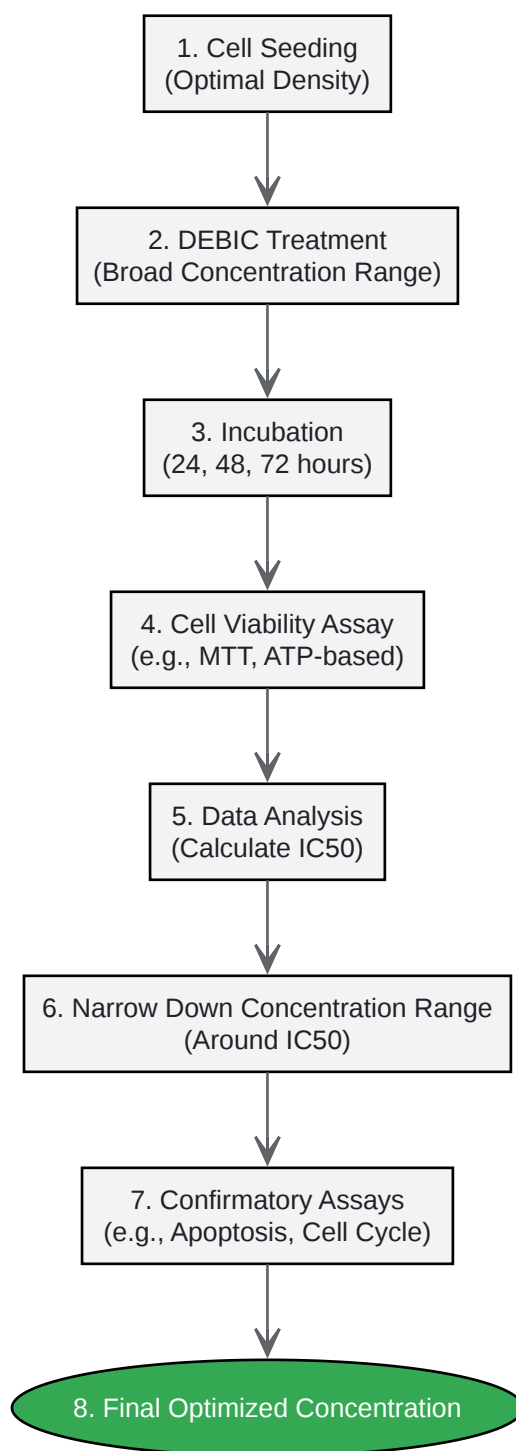 1. Cell Seeding
(Optimal Density)
2. DEBIC Treatment
(Broad Concentration Range)
3. Incubation
(24, 48, 72 hours)
4. Cell Viability Assay
(e.g., MTT, ATP-based)
5. Data Analysis
(Calculate IC50)
6. Narrow Down Concentration Range
(Around IC50)
7. Confirmatory Assays
(e.g., Apoptosis, Cell Cycle)
8. Final Optimized Concentration